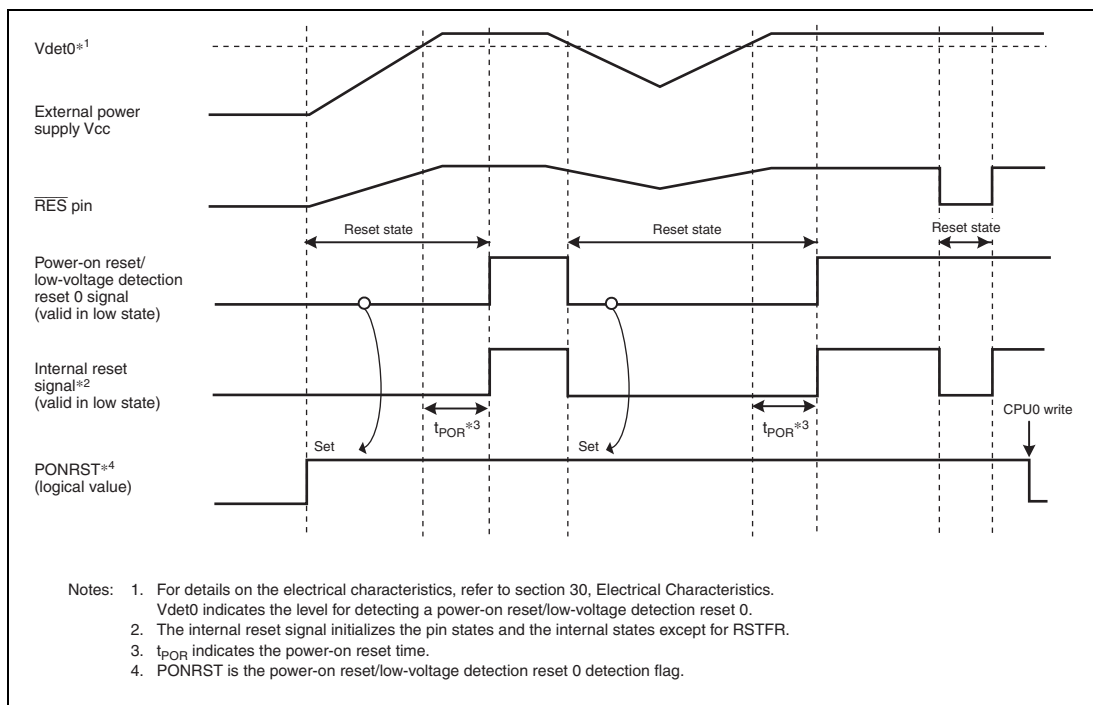 Vdet0*1
External power
supply Vcc
RES pin
Reset state
Reset state
Reset state
Power-on reset/
low-voltage detection
reset 0 signal
(valid in low state)
Internal reset
signal*2
(valid in low state)
tPOR*3
tPOR*3
CPU0 write
Set
Set
PONRST*4
(logical value)
Notes: 1. For details on the electrical characteristics, refer to section 30, Electrical Characteristics.
Vdet0 indicates the level for detecting a power-on reset/low-voltage detection reset 0.
2. The internal reset signal initializes the pin states and the internal states except for RSTFR.
3. tPOR indicates the power-on reset time.
4. PONRST is the power-on reset/low-voltage detection reset 0 detection flag.